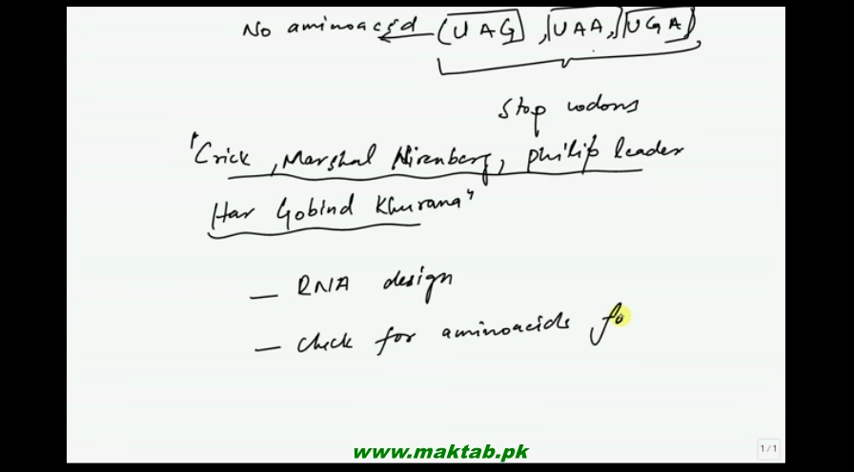 No aminoacid ← (UAG, UAA, UGA)
Stop codons
"Crick, Marshal Nirenberg, Philip leader
Har Gobind Khurana"
— RNA design
— check for aminoacids fo
www.maktab.pk
1/1